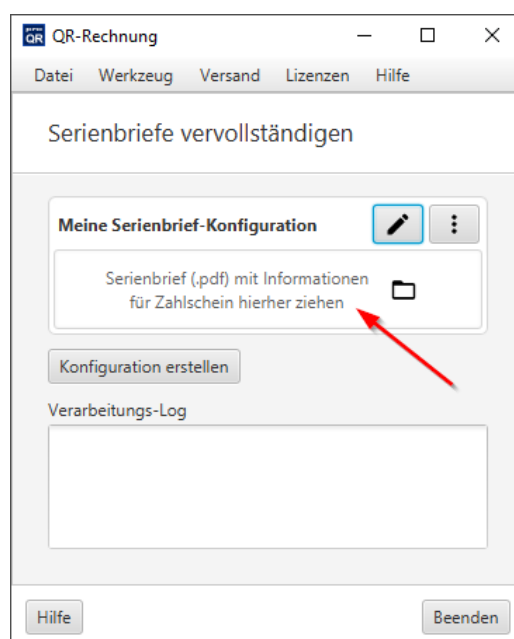 QR QR-Rechnung
Datei Werkzeug Versand Lizenzen Hilfe
Serienbriefe vervollständigen
Meine Serienbrief-Konfiguration
Serienbrief (.pdf) mit Informationen
für Zahlschein hierher ziehen
Konfiguration erstellen
Verarbeitungs-Log
Hilfe Beenden